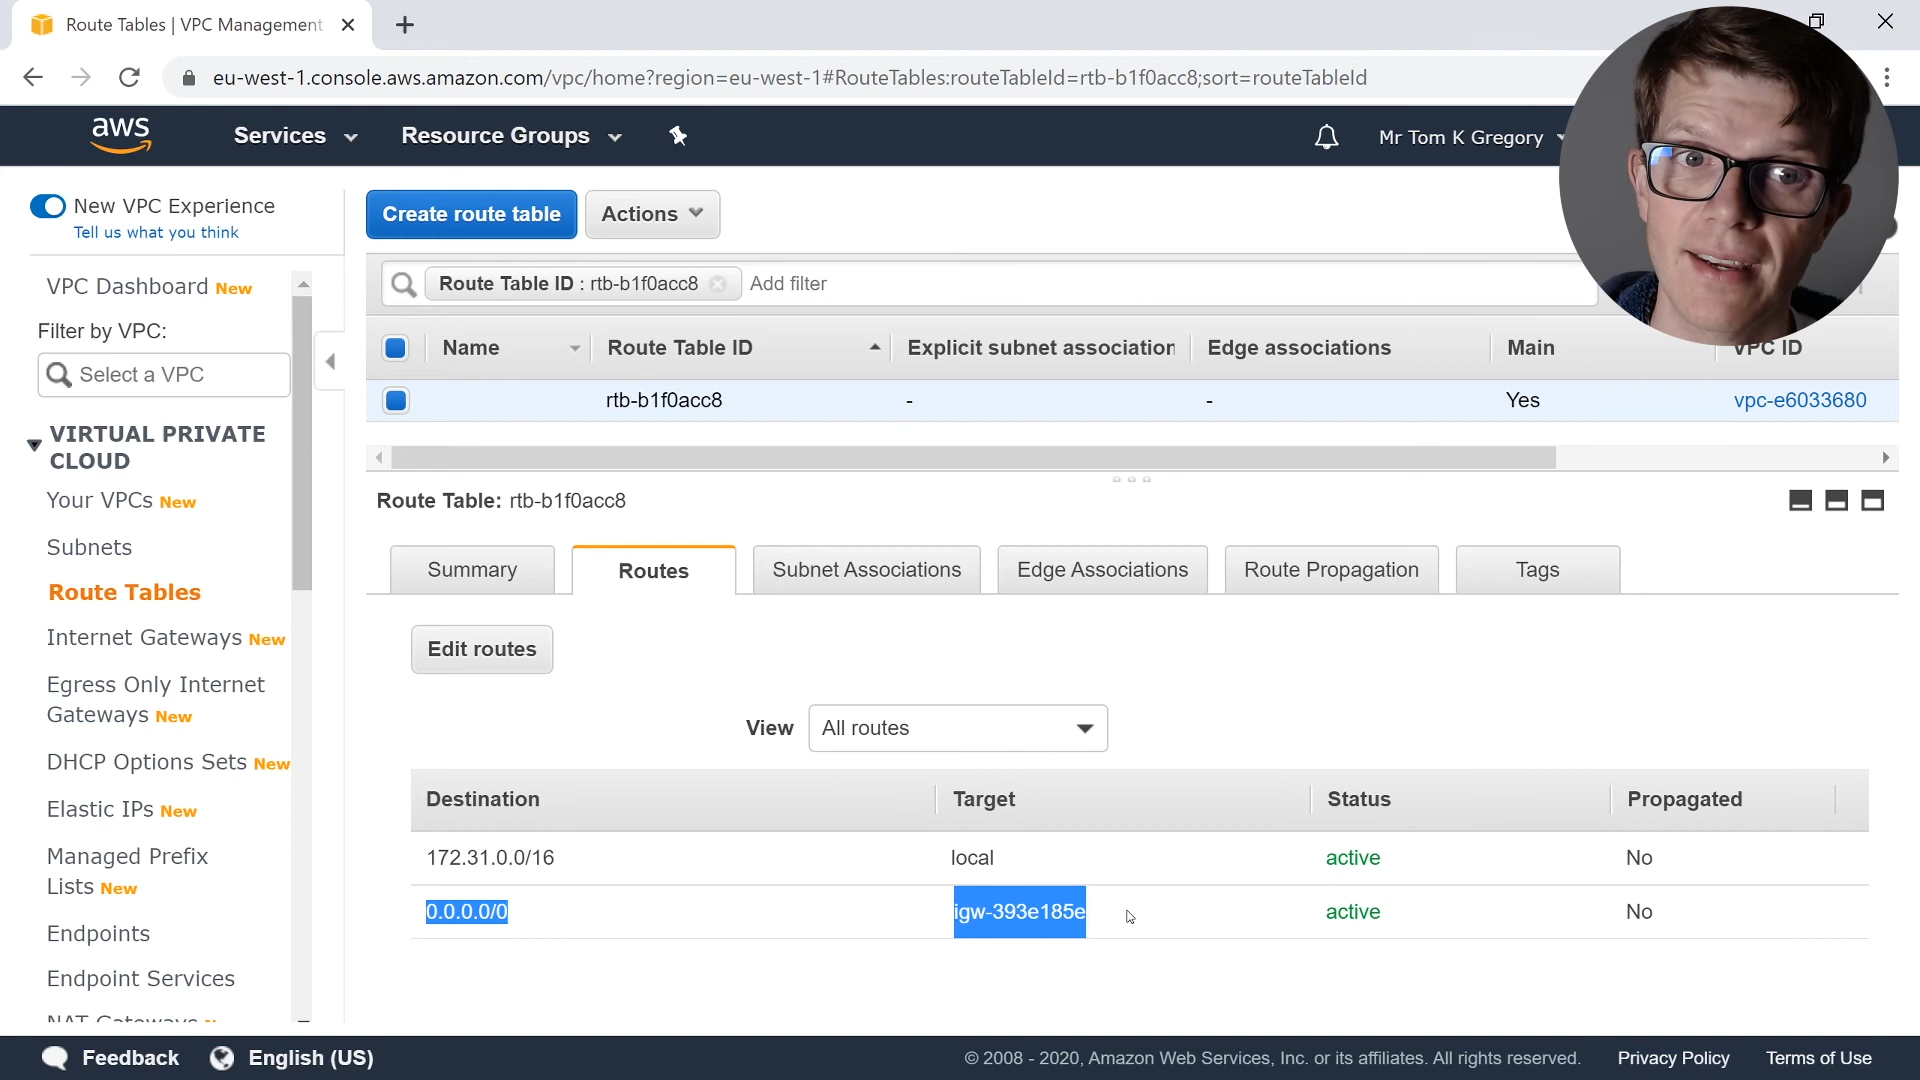 Route Tables | VPC Management
eu-west-1.console.aws.amazon.com/vpc/home?region=eu-west-1#RouteTables:routeTableId=rtb-b1f0acc8;sort=routeTableId
aws Services Resource Groups Mr Tom K Gregory
New VPC Experience
Tell us what you think
VPC Dashboard New
Filter by VPC:
Select a VPC
VIRTUAL PRIVATE
CLOUD
Your VPCs New
Subnets
Route Tables
Internet Gateways New
Egress Only Internet
Gateways New
DHCP Options Sets New
Elastic IPs New
Managed Prefix
Lists New
Endpoints
Endpoint Services
NAT Gateways
Create route table Actions
Route Table ID : rtb-b1f0acc8 Add filter
Name Route Table ID Explicit subnet association Edge associations Main VPC ID
rtb-b1f0acc8 - - Yes vpc-e6033680
Route Table: rtb-b1f0acc8
Summary Routes Subnet Associations Edge Associations Route Propagation Tags
Edit routes
View All routes
Destination Target Status Propagated
172.31.0.0/16 local active No
0.0.0.0/0 igw-393e185e active No
Feedback English (US) © 2008 - 2020, Amazon Web Services, Inc. or its affiliates. All rights reserved. Privacy Policy Terms of Use